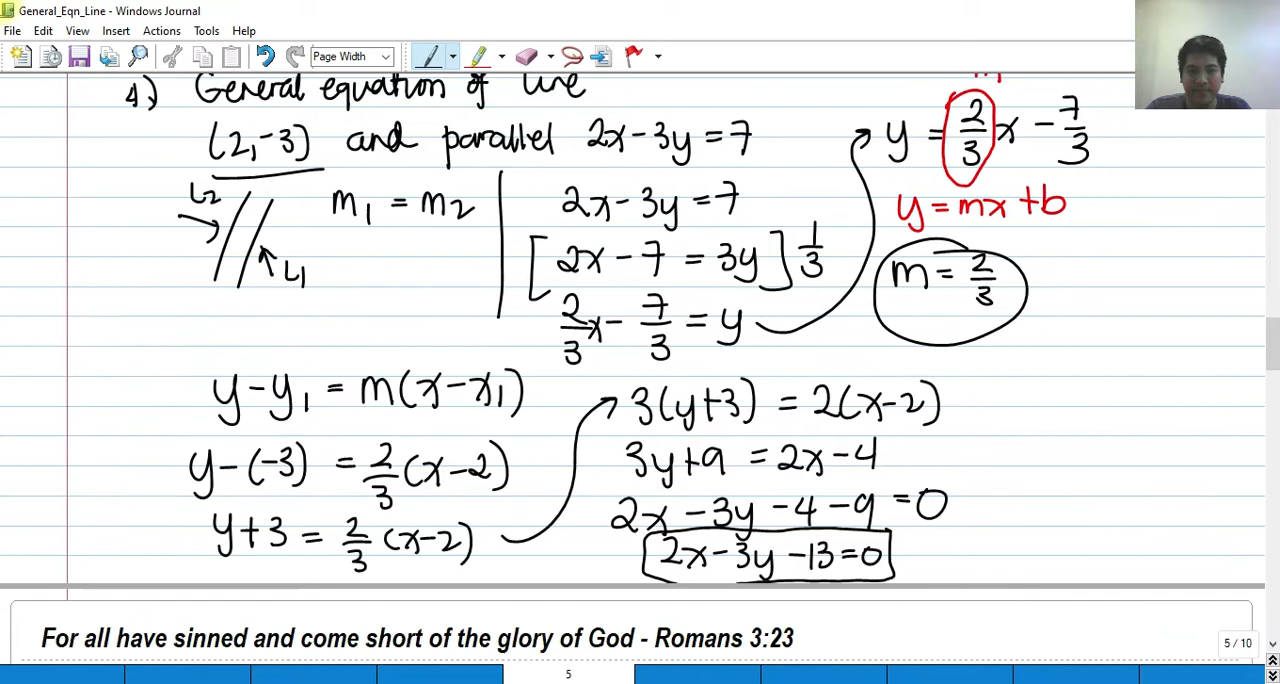 General_Eqn_Line - Windows Journal
File Edit View Insert Actions Tools Help
Page Width
4.) General equation of line
(2,-3) and parallel 2x-3y=7
L2
L1
m₁ = m₂
2x-3y=7
[2x-7 = 3y] 1/3
2/3 x - 7/3 = y
y = 2/3 x - 7/3
y=mx+b
m = 2/3
y-y₁ = m(x-x₁)
y-(-3) = 2/3 (x-2)
y+3 = 2/3 (x-2)
3(y+3) = 2(x-2)
3y+9 = 2x-4
2x-3y-4-9=0
2x-3y-13=0
For all have sinned and come short of the glory of God - Romans 3:23
5 / 10
5